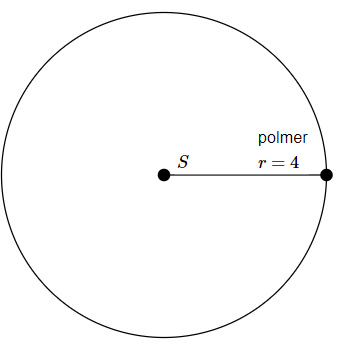 polmer
S
r = 4